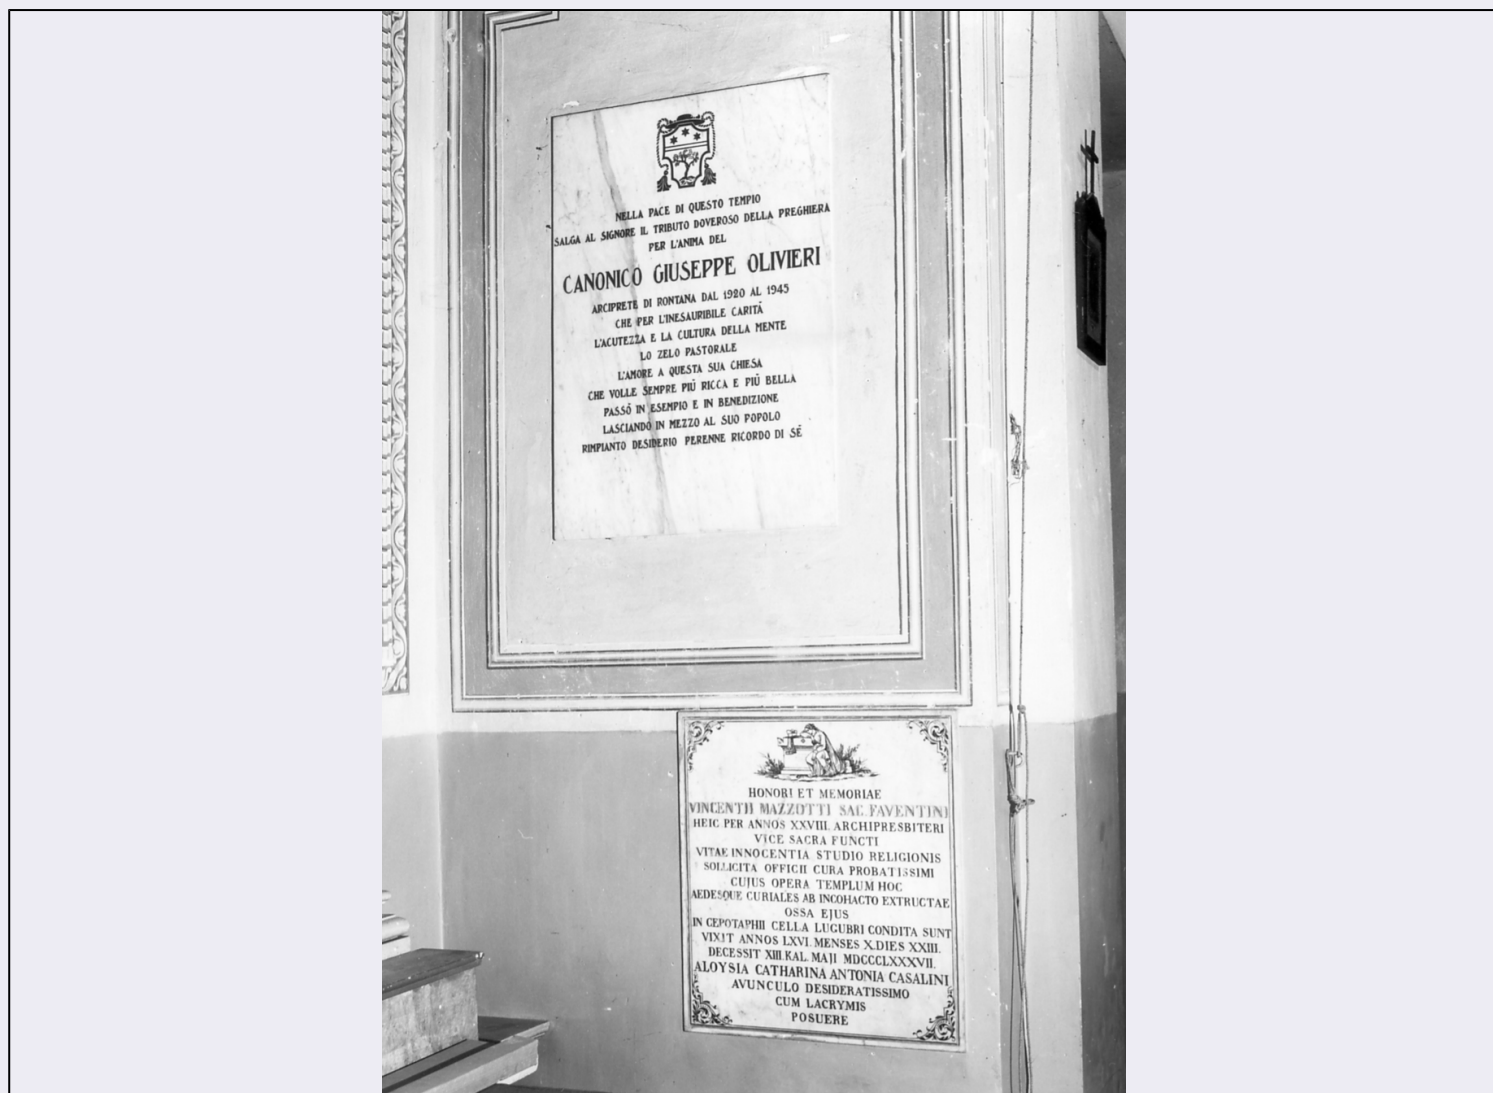 NELLA PACE DI QUESTO TEMPIO
SALGA AL SIGNORE IL TRIBUTO DOVEROSO DELLA PREGHIERA
PER L'ANIMA DEL
CANONICO GIUSEPPE OLIVIERI
ARCIPRETE DI RONTANA DAL 1920 AL 1945
CHE PER L'INESAURIBILE CARITÀ
L'ACUTEZZA E LA CULTURA DELLA MENTE
LO ZELO PASTORALE
L'AMORE A QUESTA SUA CHIESA
CHE VOLLE SEMPRE PIÙ RICCA E PIÙ BELLA
PASSÒ IN ESEMPIO E IN BENEDIZIONE
LASCIANDO IN MEZZO AL SUO POPOLO
RIMPIANTO DESIDERIO PERENNE RICORDO DI SÈ
HONORI ET MEMORIAE
VINCENTII MAZZOTTI SAC. FAVENTINI
HEIC PER ANNOS XXVIII. ARCHIPRESBITERI
VICE SACRA FUNCTI
VITAE INNOCENTIA STUDIO RELIGIONIS
SOLLICITA OFFICII CURA PROBATISSIMI
CUJUS OPERA TEMPLUM HOC
AEDESQUE CURIALES AB INCOHACTO EXTRUCTAE
OSSA EJUS
IN CEPOTAPHII CELLA LUGUBRI CONDITA SUNT
VIXIT ANNOS LXVI. MENSES X. DIES XXIII.
DECESSIT XIII. KAL. MAJI MDCCCLXXXVII.
ALOYSIA CATHARINA ANTONIA CASALINI
AVUNCULO DESIDERATISSIMO
CUM LACRYMIS
POSUERE